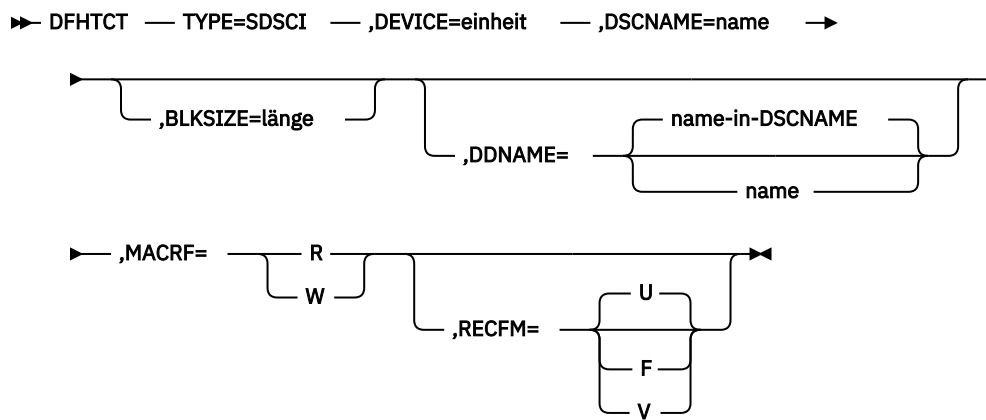 DFHTCT TYPE=SDSCI ,DEVICE=einheit ,DSCNAME=name
,BLKSIZE=länge
,DDNAME= name-in-DSCNAME
name
,MACRF= R
W
,RECFM= U
F
V